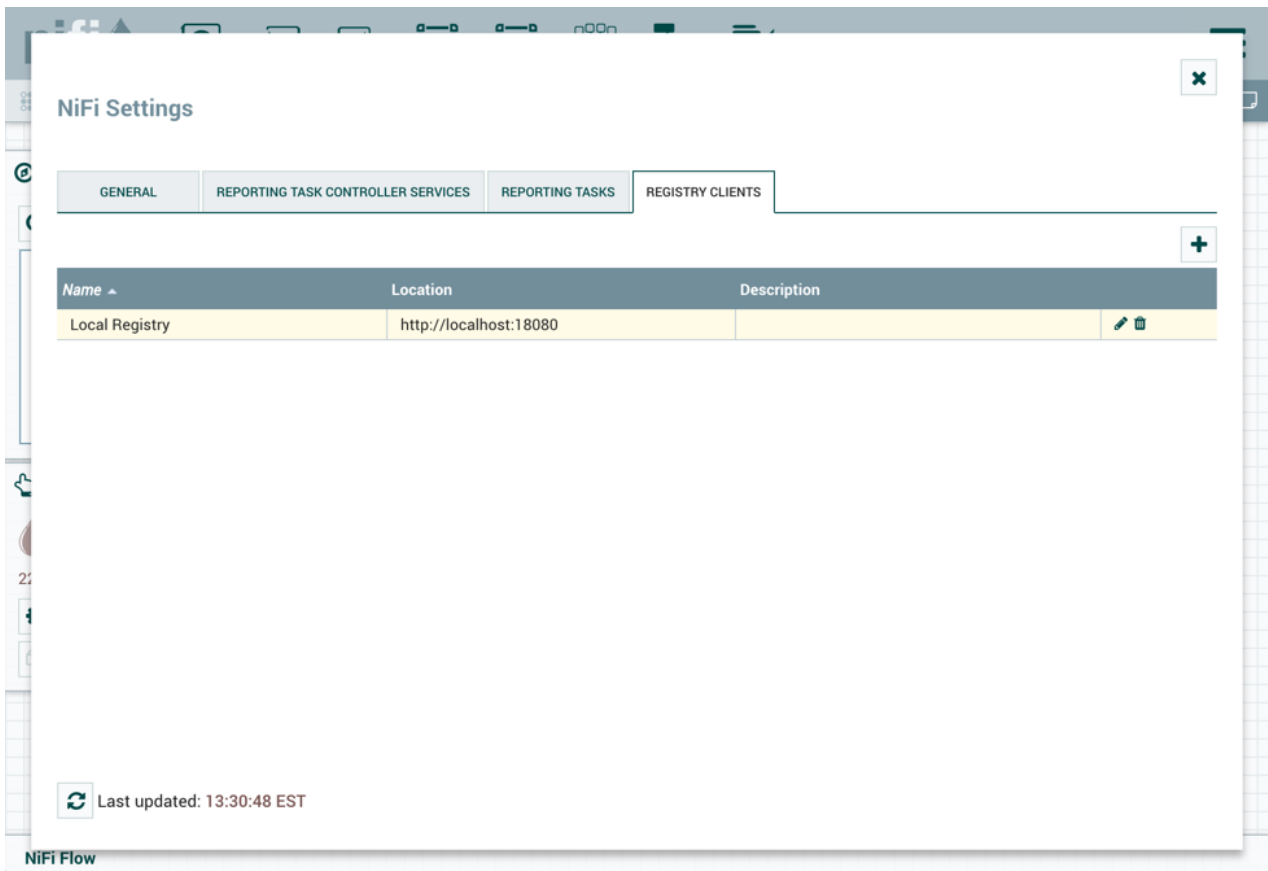 NiFi Settings
GENERAL REPORTING TASK CONTROLLER SERVICES REPORTING TASKS REGISTRY CLIENTS
Name Location Description
Local Registry http://localhost:18080
22
Last updated: 13:30:48 EST
NiFi Flow